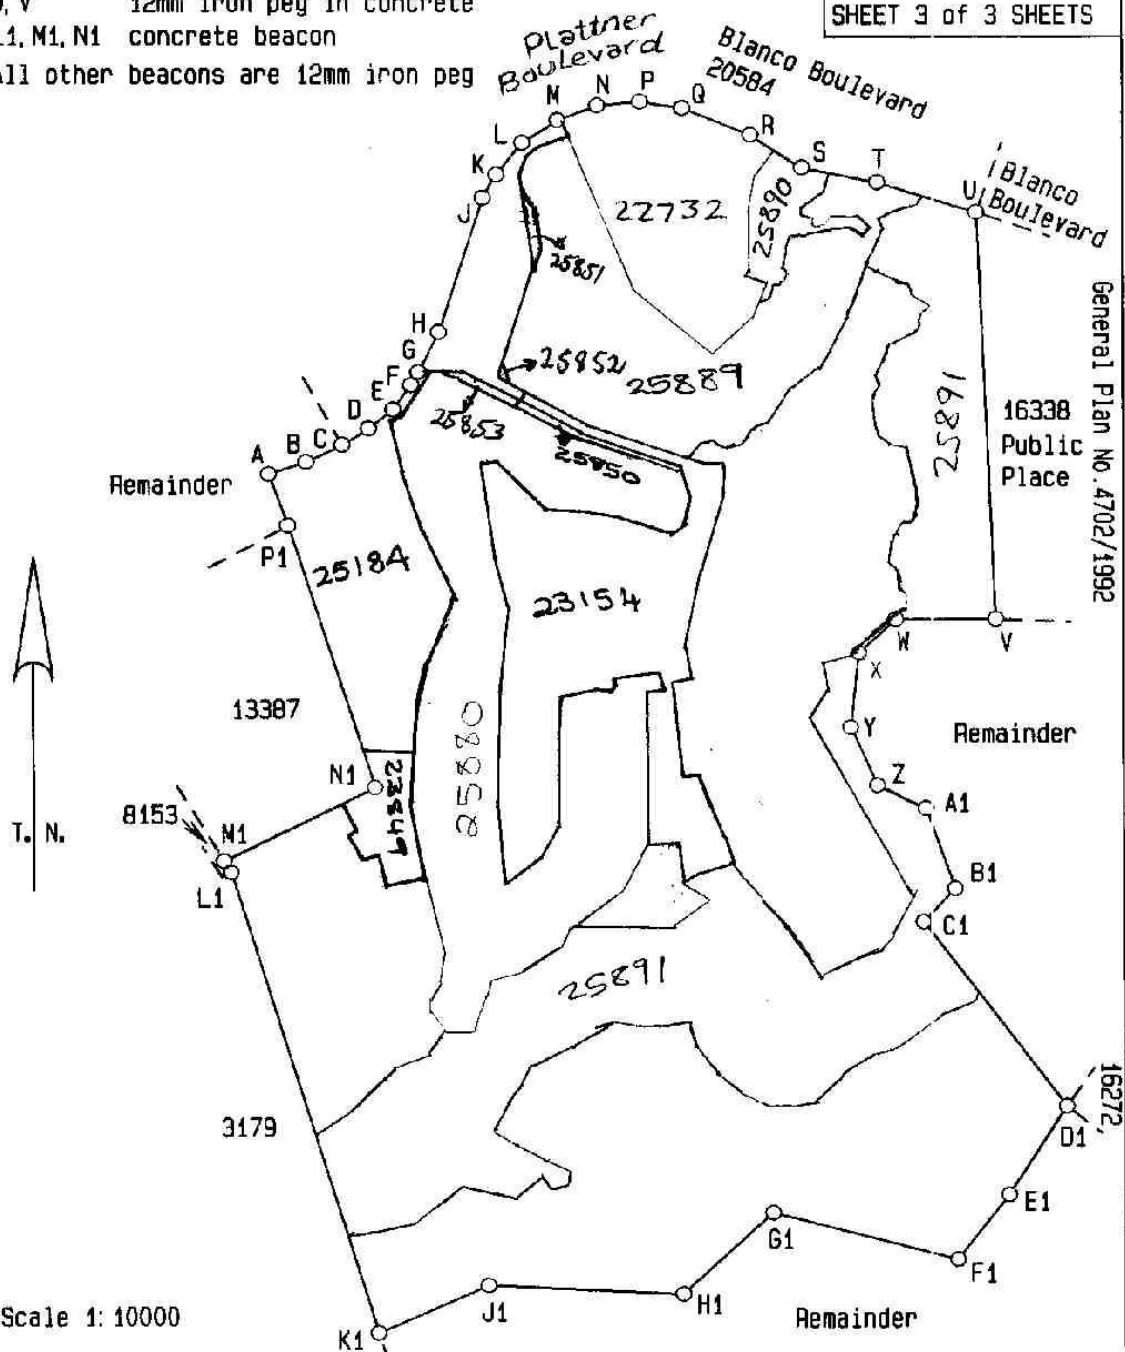 12mm iron peg in concrete
L1, M1, N1 concrete beacon
All other beacons are 12mm iron peg
SHEET 3 of 3 SHEETS
Plattner
Boulevard
Blanco Boulevard
20584
M
N
P
Q
R
S
T
U
Blanco
Boulevard
L
K
J
22732
25890
25851
General Plan No. 4702/1992
H
G
F
E
D
C
B
A
25852
25889
25853
25850
25891
16338
Public
Place
Remainder
P1
25184
23154
W
V
X
Y
Z
A1
B1
C1
Remainder
13387
N1
23849
25880
8153
M1
L1
T. N.
25891
3179
16272,
D1
E1
F1
G1
H1
J1
K1
Scale 1: 10000
Remainder